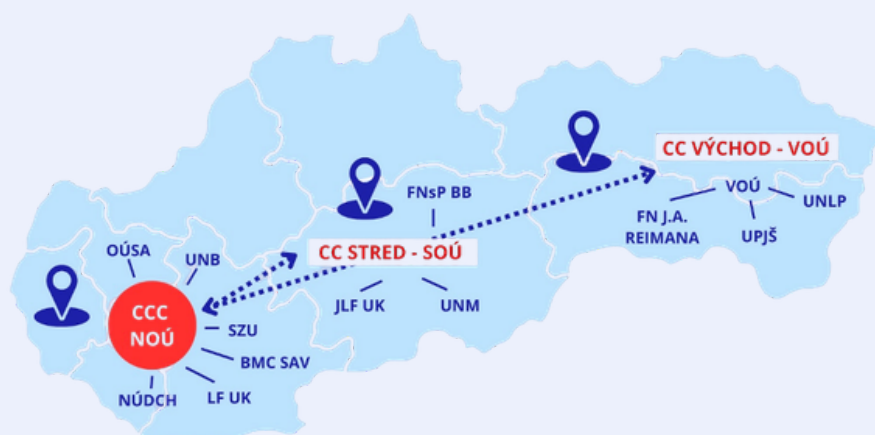 CC VÝCHOD - VOÚ
VOÚ
UNLP
FN J.A.
REIMANA
UPJŠ
FNsP BB
CC STRED - SOÚ
JLF UK
UNM
OÚSA
UNB
CCC
NOÚ
SZU
BMC SAV
LF UK
NÚDCH